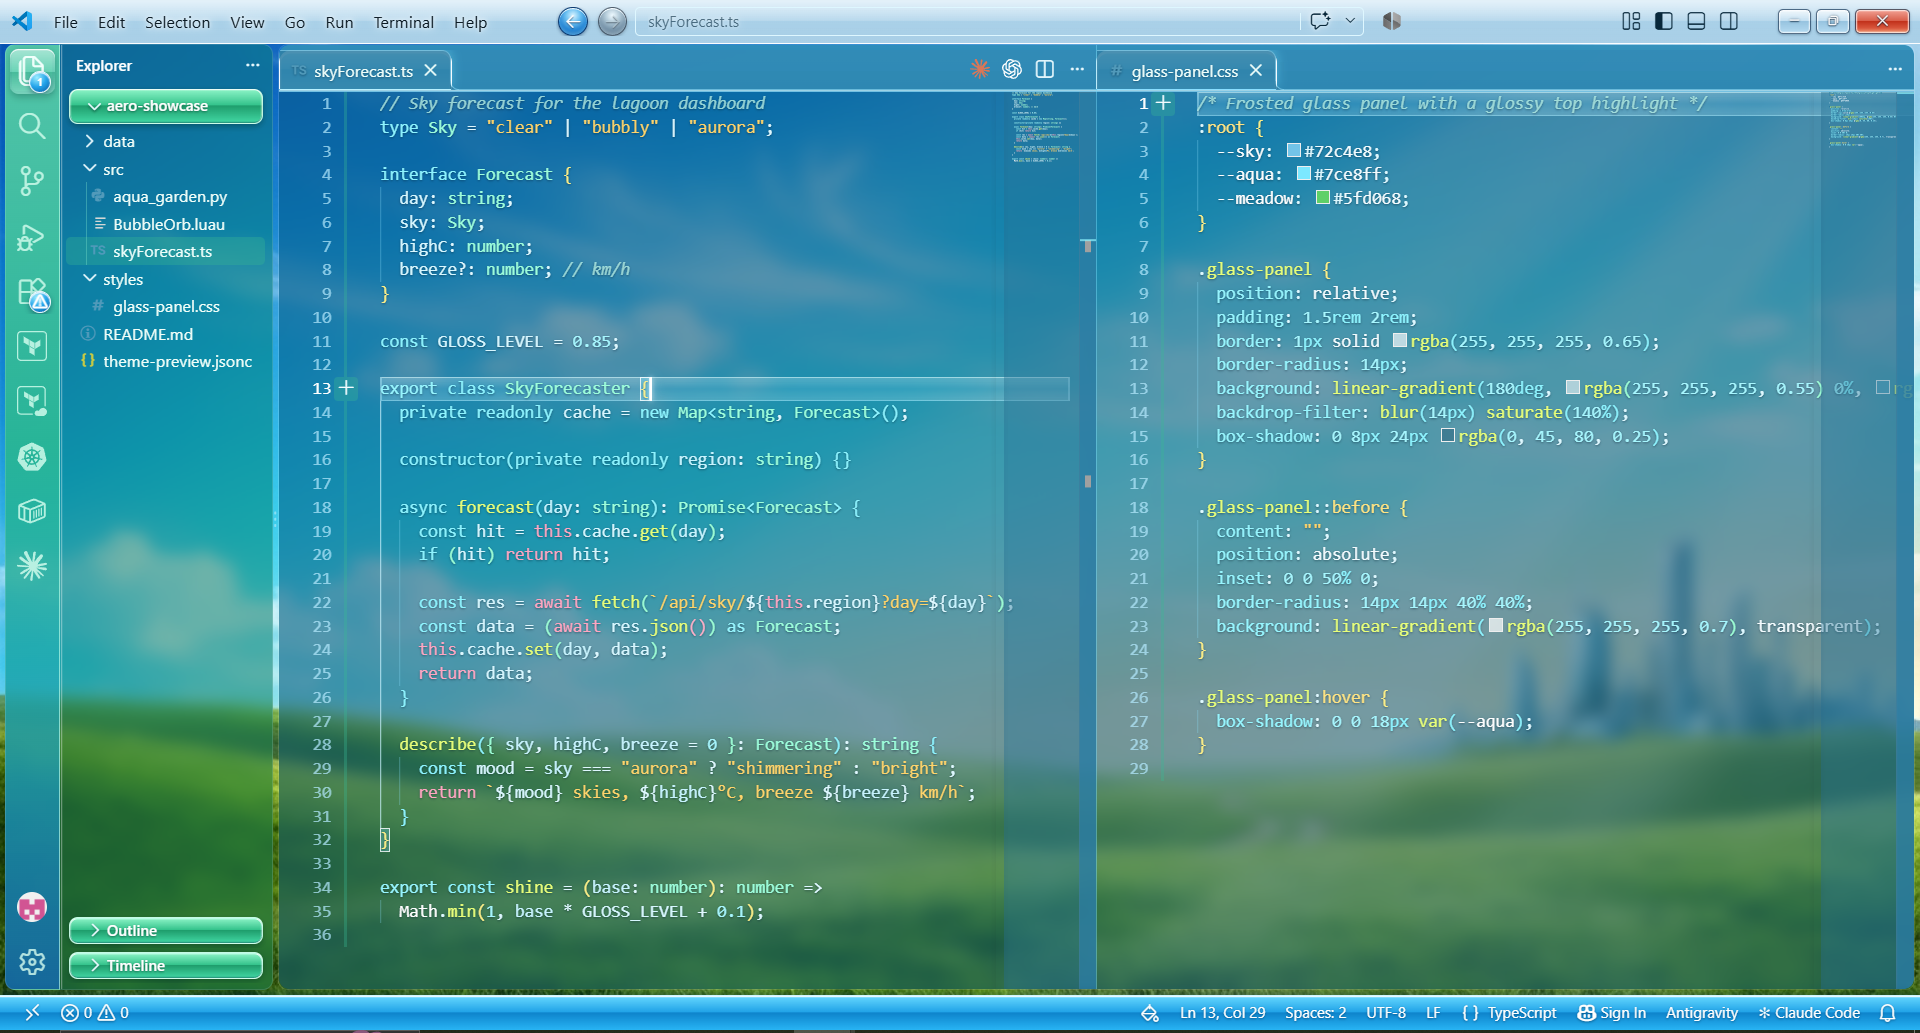 File Edit Selection View Go Run Terminal Help
skyForecast.ts
Explorer
1
aero-showcase
data
src
aqua_garden.py
BubbleOrb.luau
TS skyForecast.ts
styles
# glass-panel.css
README.md
{} theme-preview.jsonc
Outline
Timeline
TS skyForecast.ts
1 // Sky forecast for the lagoon dashboard
2 type Sky = "clear" | "bubbly" | "aurora";
3
4 interface Forecast {
5 day: string;
6 sky: Sky;
7 highC: number;
8 breeze?: number; // km/h
9 }
10
11 const GLOSS_LEVEL = 0.85;
12
13 export class SkyForecaster {
14 private readonly cache = new Map<string, Forecast>();
15
16 constructor(private readonly region: string) {}
17
18 async forecast(day: string): Promise<Forecast> {
19 const hit = this.cache.get(day);
20 if (hit) return hit;
21
22 const res = await fetch(`/api/sky/${this.region}?day=${day}`);
23 const data = (await res.json()) as Forecast;
24 this.cache.set(day, data);
25 return data;
26 }
27
28 describe({ sky, highC, breeze = 0 }: Forecast): string {
29 const mood = sky === "aurora" ? "shimmering" : "bright";
30 return `${mood} skies, ${highC}°C, breeze ${breeze} km/h`;
31 }
32 }
33
34 export const shine = (base: number): number =>
35 Math.min(1, base * GLOSS_LEVEL + 0.1);
36
# glass-panel.css
1 /* Frosted glass panel with a glossy top highlight */
2 :root {
3 --sky: #72c4e8;
4 --aqua: #7ce8ff;
5 --meadow: #5fd068;
6 }
7
8 .glass-panel {
9 position: relative;
10 padding: 1.5rem 2rem;
11 border: 1px solid rgba(255, 255, 255, 0.65);
12 border-radius: 14px;
13 background: linear-gradient(180deg, rgba(255, 255, 255, 0.55) 0%, rg
14 backdrop-filter: blur(14px) saturate(140%);
15 box-shadow: 0 8px 24px rgba(0, 45, 80, 0.25);
16 }
17
18 .glass-panel::before {
19 content: "";
20 position: absolute;
21 inset: 0 0 50% 0;
22 border-radius: 14px 14px 40% 40%;
23 background: linear-gradient(rgba(255, 255, 255, 0.7), transparent);
24 }
25
26 .glass-panel:hover {
27 box-shadow: 0 0 18px var(--aqua);
28 }
29
0 0 Ln 13, Col 29 Spaces: 2 UTF-8 LF {} TypeScript Sign In Antigravity Claude Code